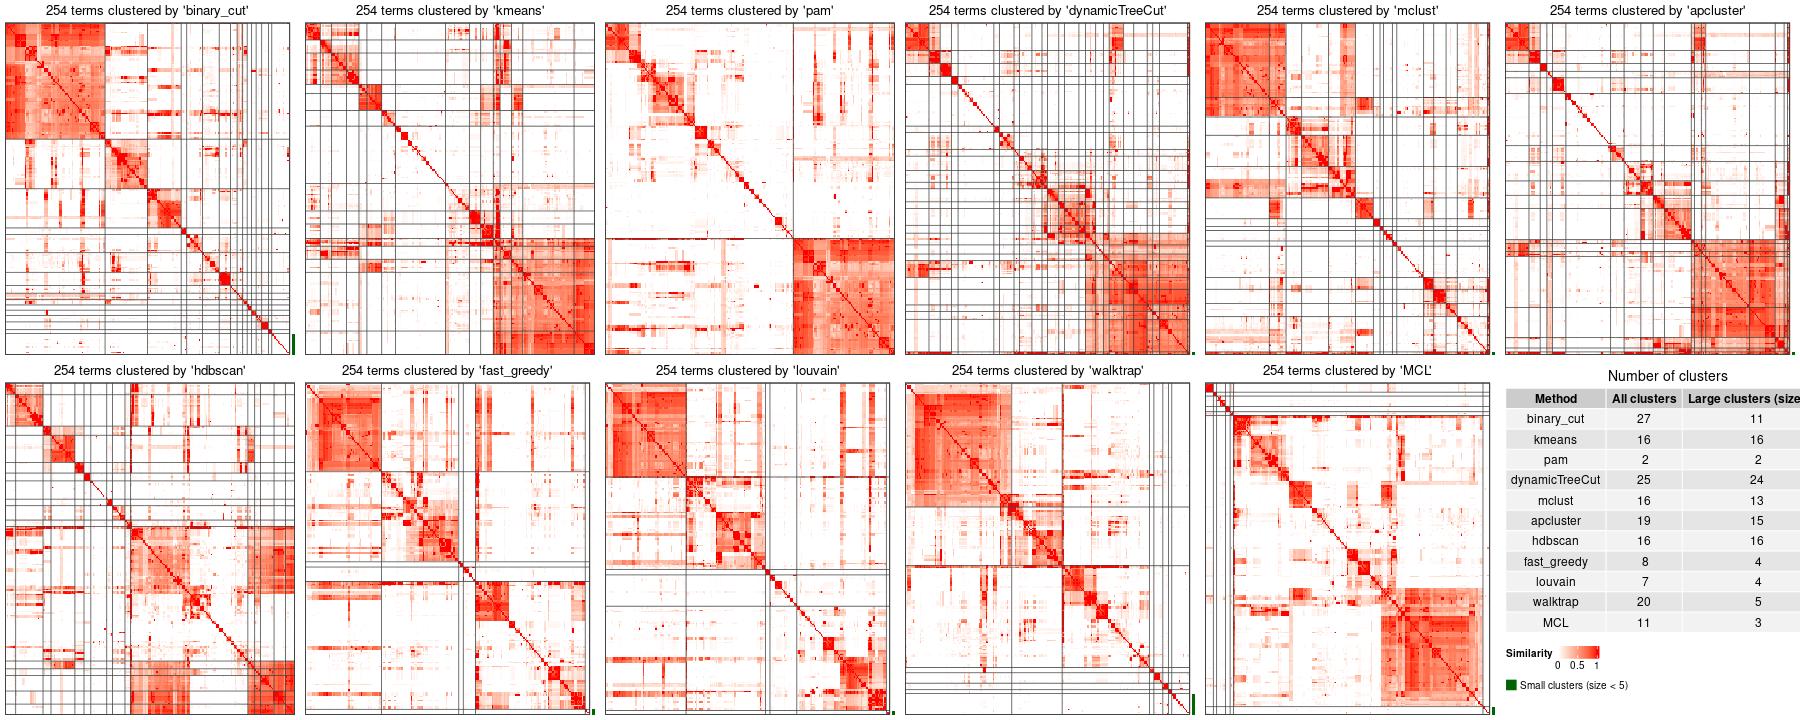 254 terms clustered by 'binary_cut'
254 terms clustered by 'kmeans'
254 terms clustered by 'pam'
254 terms clustered by 'dynamicTreeCut'
254 terms clustered by 'mclust'
254 terms clustered by 'apcluster'
254 terms clustered by 'hdbscan'
254 terms clustered by 'fast_greedy'
254 terms clustered by 'louvain'
254 terms clustered by 'walktrap'
254 terms clustered by 'MCL'
Number of clusters
Method All clusters Large clusters (size
binary_cut 27 11
kmeans 16 16
pam 2 2
dynamicTreeCut 25 24
mclust 16 13
apcluster 19 15
hdbscan 16 16
fast_greedy 8 4
louvain 7 4
walktrap 20 5
MCL 11 3
Similarity
0 0.5 1
Small clusters (size < 5)